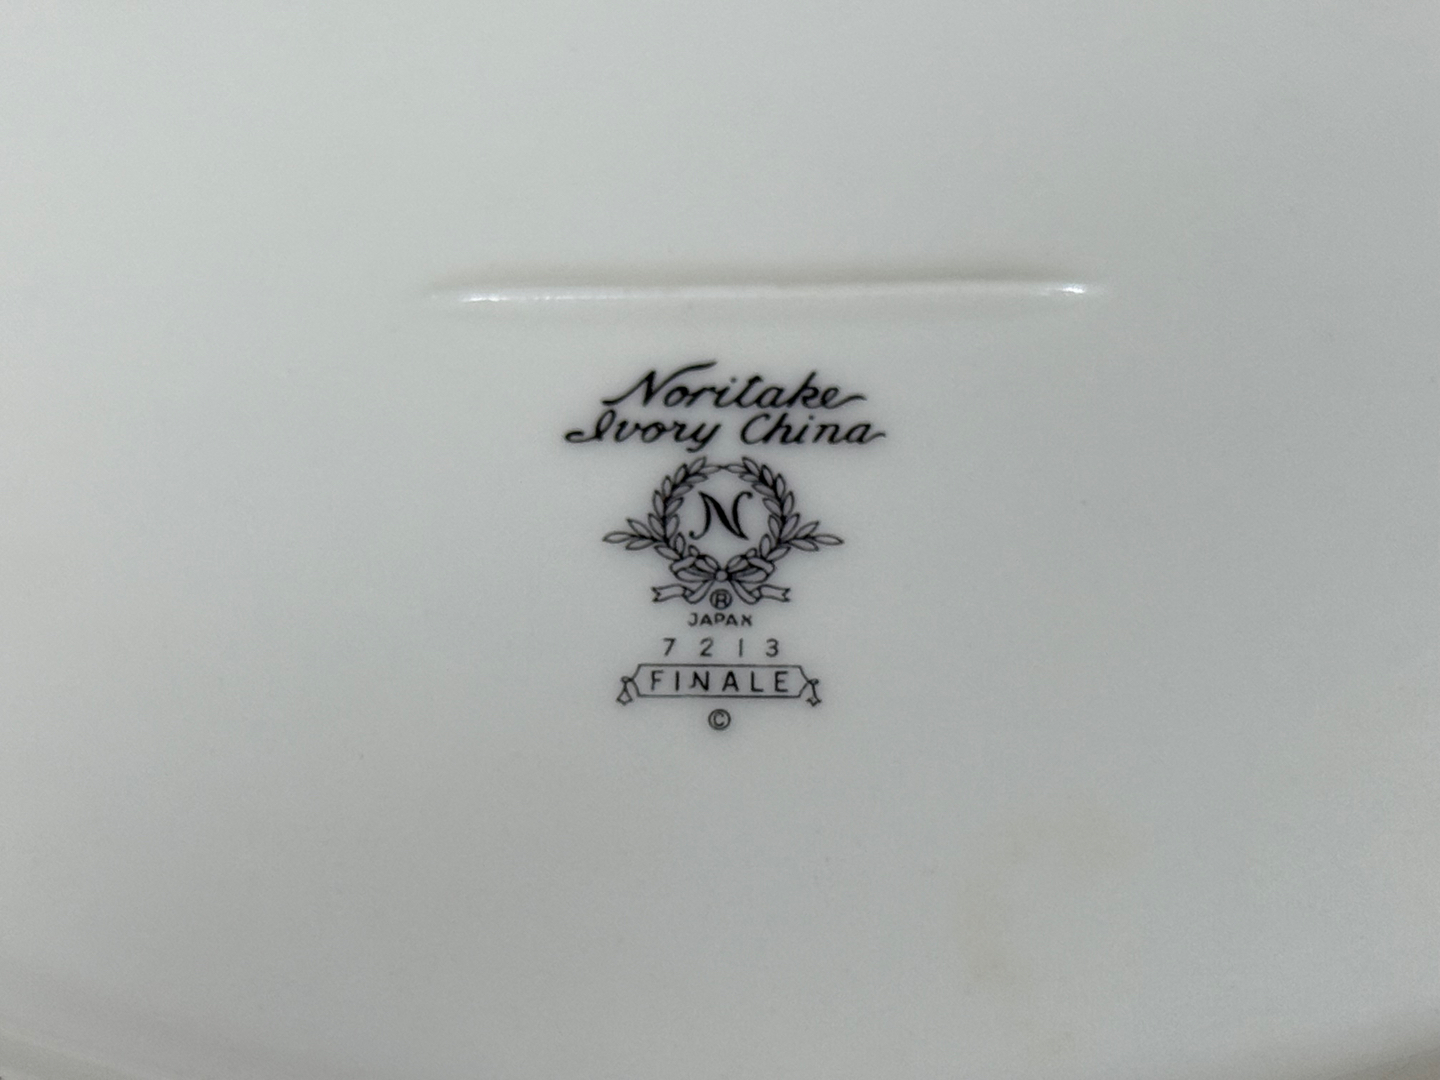 Noritake
Ivory China
N
®
JAPAN
7213
FINALE
©